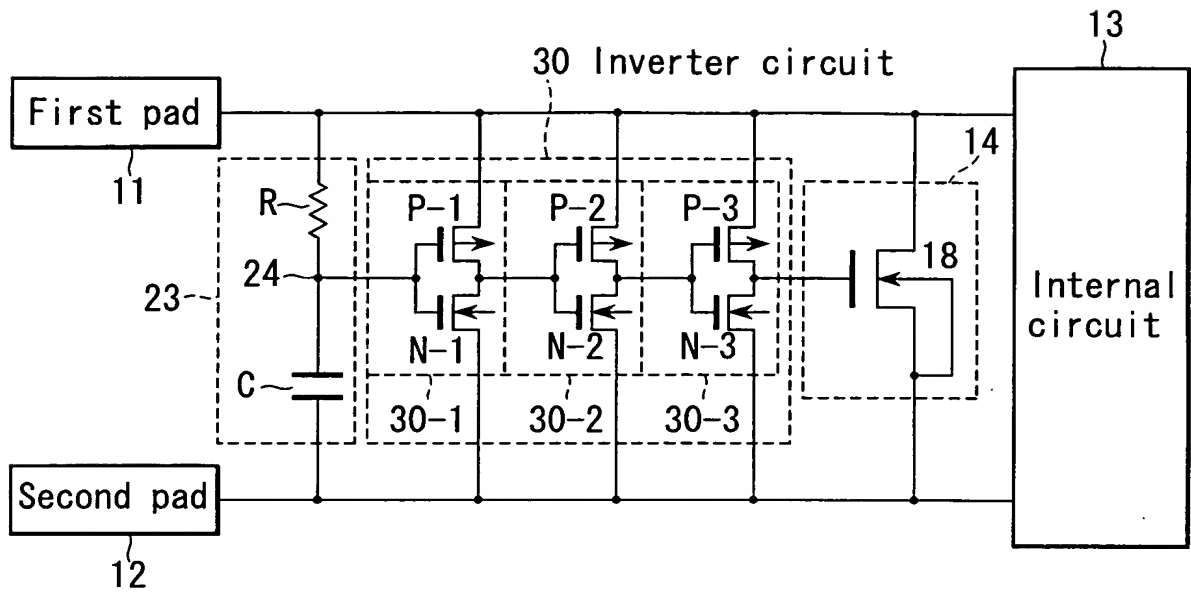 13
30 Inverter circuit
First pad
14
11
R
P-1
P-2
P-3
18
24
23
Internal
circuit
N-1
N-2
N-3
C
30-1
30-2
30-3
Second pad
12